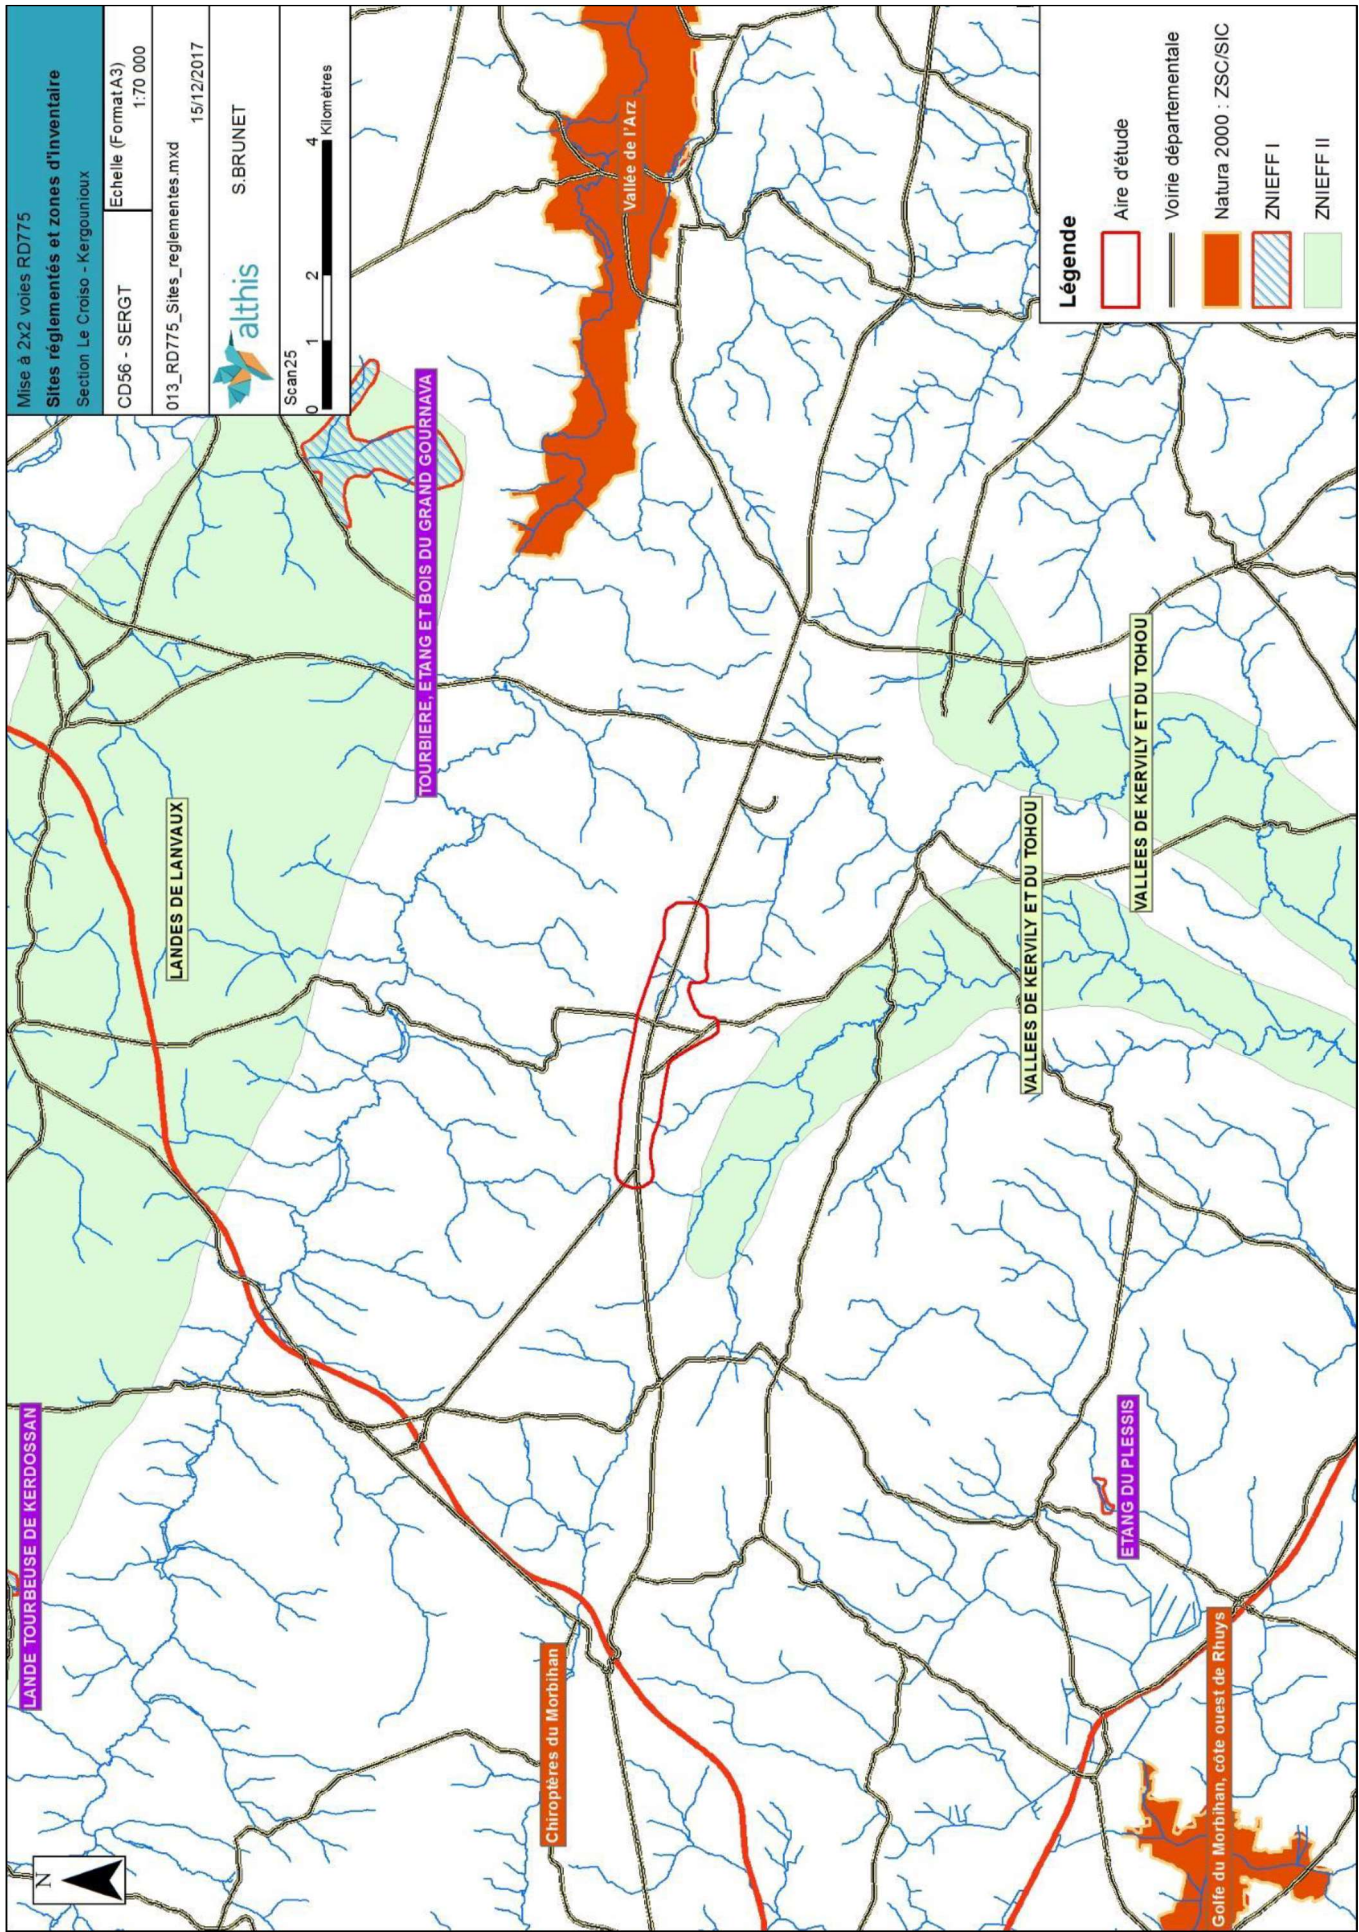 Mise à 2x2 voies RD775
Sites réglementés et zones d'inventaire
Section Le Croiso - Kergounioux
CD56 - SERGT
Echelle (Format A3)
1:70 000
013_RD775_Sites_reglementes.mxd
15/12/2017
althis
S.BRUNET
Scan25
0 1 2 4
Kilomètres
N
LANDE TOURBEUSE DE KERDOSSAN
LANDES DE LANVAUX
TOURBIERE, ETANG ET BOIS DU GRAND GOURNAVA
Vallée de l'Arz
Chiroptères du Morbihan
VALLEES DE KERVILY ET DU TOHOU
VALLEES DE KERVILY ET DU TOHOU
ETANG DU PLESSIS
Golfe du Morbihan, côte ouest de Rhuys
Légende
Aire d'étude
Voirie départementale
Natura 2000 : ZSC/SIC
ZNIEFF I
ZNIEFF II